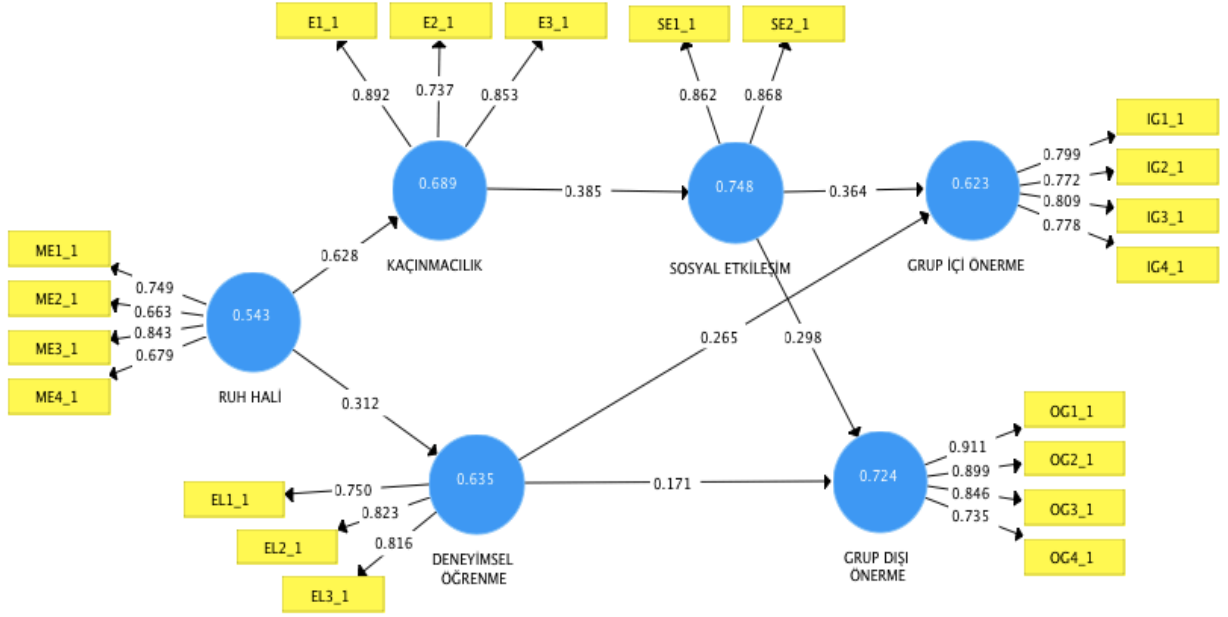 E1_1
E2_1
E3_1
SE1_1
SE2_1
0.892
0.737
0.853
0.862
0.868
IG1_1
IG2_1
IG3_1
IG4_1
0.799
0.772
0.809
0.778
0.689
0.385
0.748
0.364
0.623
KAÇINMACILIK
SOSYAL ETKİLEŞİM
GRUP İÇİ ÖNERME
ME1_1
ME2_1
ME3_1
ME4_1
0.749
0.663
0.843
0.679
0.628
0.543
RUH HALİ
0.312
0.265
0.298
OG1_1
OG2_1
OG3_1
OG4_1
0.911
0.899
0.846
0.735
0.635
0.171
0.724
EL1_1
EL2_1
EL3_1
0.750
0.823
0.816
DENEYİMSEL
ÖĞRENME
GRUP DIŞI
ÖNERME